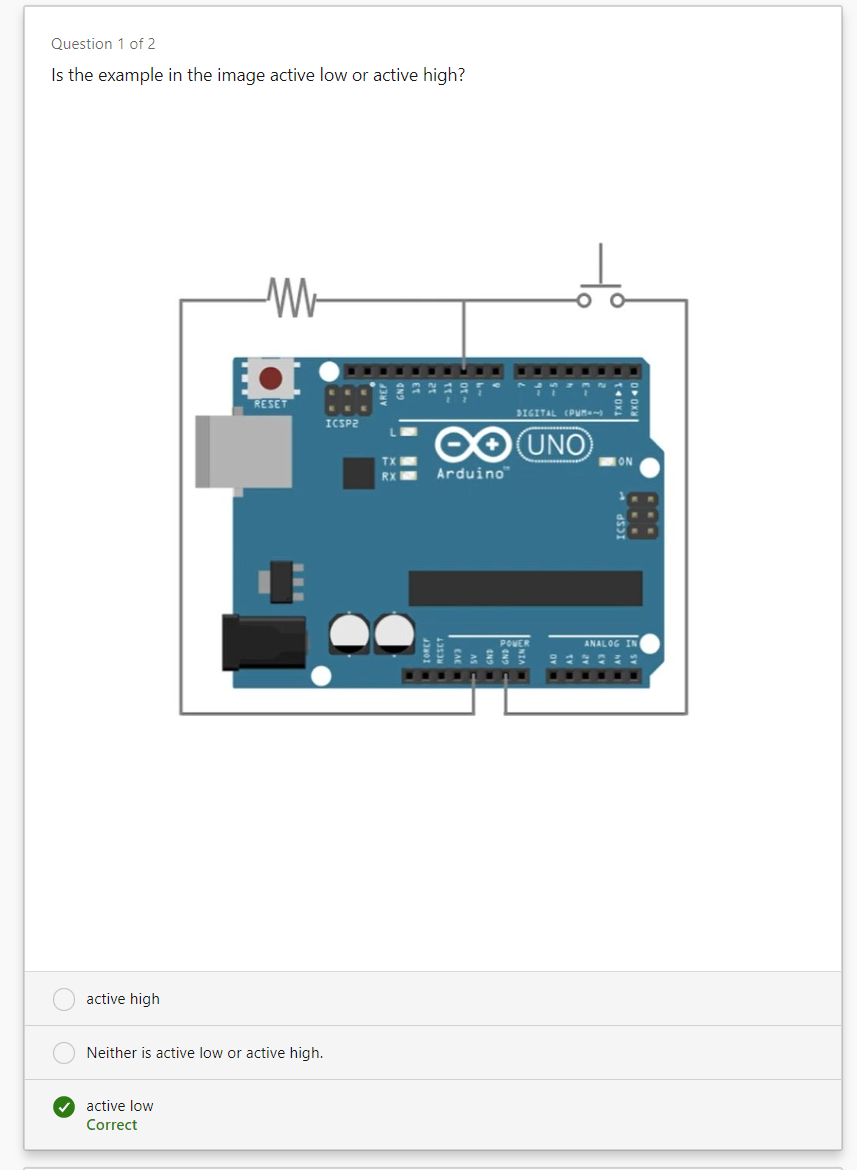 Question 1 of 2
Is the example in the image active low or active high?
RESET
ICSP2
AREF
GND
13
12
~11
~10
~9
8
7
~6
~5
4
~3
2
TXO▶1
RXO◀0
DIGITAL (PWM=~)
L
TX
RX
Arduino™
UNO
ON
1
ICSP
IOREF
RESET
3V3
5V
GND
GND
VIN
POWER
ANALOG IN
A0
A1
A2
A3
A4
A5
active high
Neither is active low or active high.
active low
Correct